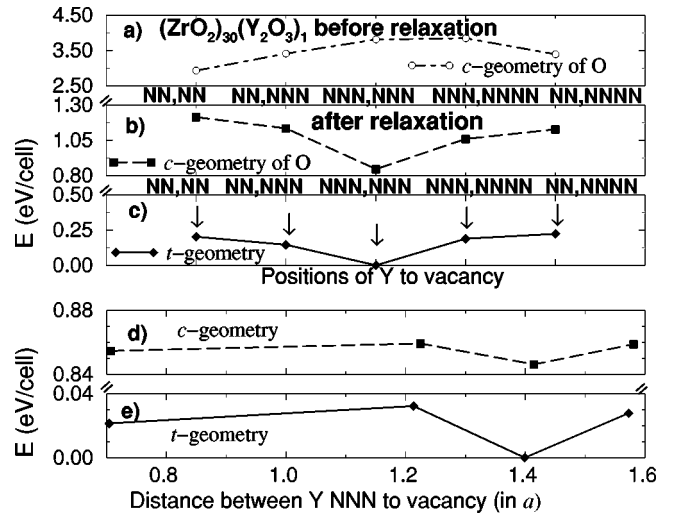 a) (ZrO2)30(Y2O3)1 before relaxation
4.50
3.50
2.50
c-geometry of O
NN,NN NN,NNN NNN,NNN NNN,NNNN NN,NNNN
1.30
1.05
0.80
b) after relaxation
c-geometry of O
NN,NN NN,NNN NNN,NNN NNN,NNNN NN,NNNN
0.50
0.25
0.00
c)
t-geometry
E (eV/cell)
Positions of Y to vacancy
0.88
0.84
d) c-geometry
0.04
0.00
e) t-geometry
E (eV/cell)
0.8 1.0 1.2 1.4 1.6
Distance between Y NNN to vacancy (in a)